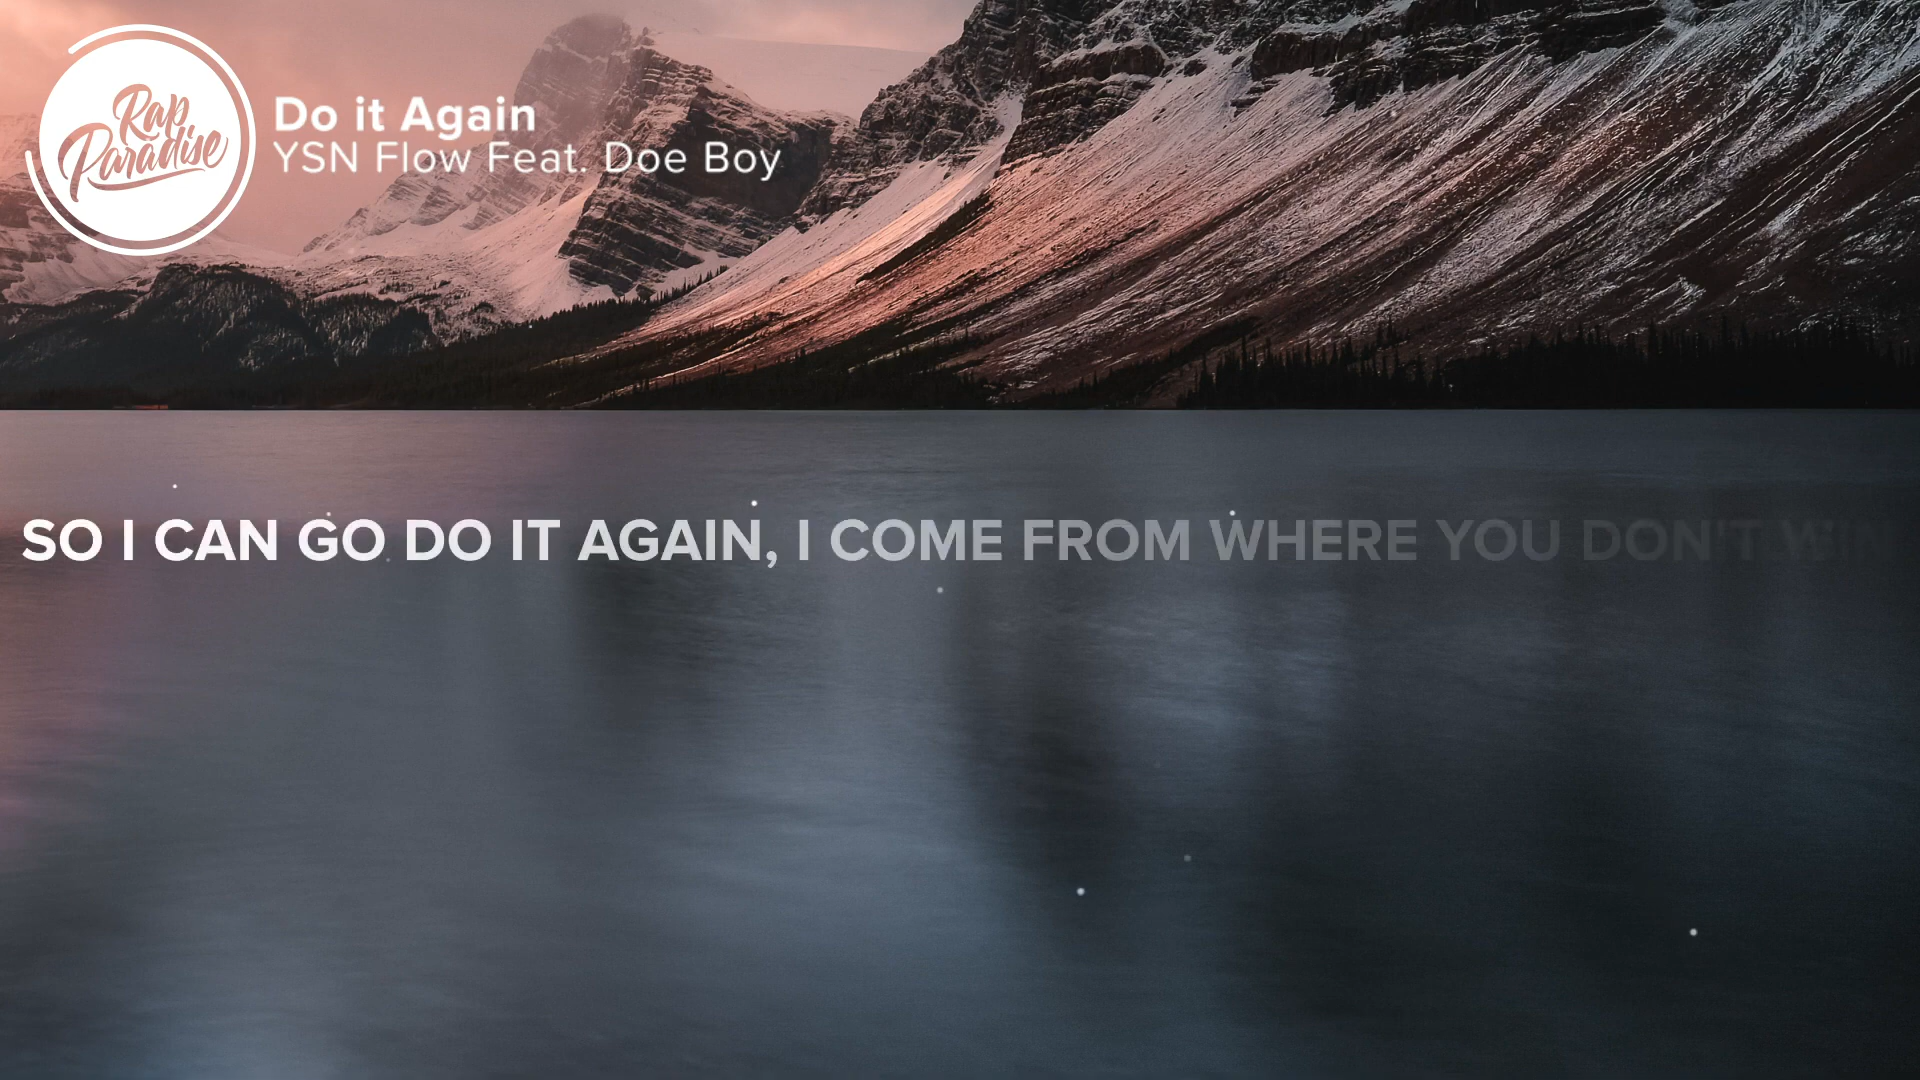 Rap
Paradise
Do it Again
YSN Flow Feat. Doe Boy
SO I CAN GO DO IT AGAIN, I COME FROM WHERE YOU DON'T WIN